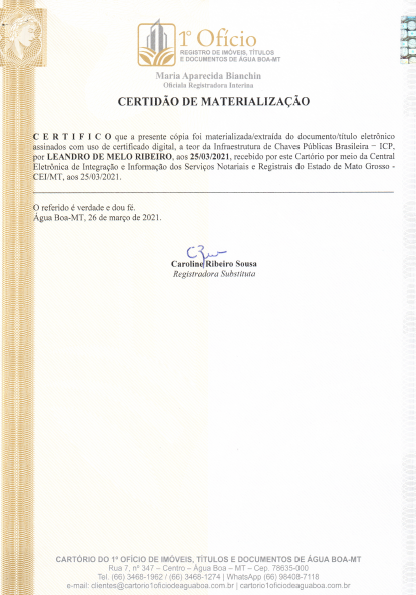 1º Ofício
REGISTRO DE IMÓVEIS, TÍTULOS
E DOCUMENTOS DE ÁGUA BOA-MT
Maria Aparecida Bianchin
Oficiala Registradora Interina
CERTIDÃO DE MATERIALIZAÇÃO
C E R T I F I C O que a presente cópia foi materializada/extraída do documento/título eletrônico
assinados com uso de certificado digital, a teor da Infraestrutura de Chaves Públicas Brasileira – ICP,
por LEANDRO DE MELO RIBEIRO, aos 25/03/2021, recebido por este Cartório por meio da Central
Eletrônica de Integração e Informação dos Serviços Notariais e Registrais do Estado de Mato Grosso -
CEI/MT, aos 25/03/2021.
O referido é verdade e dou fé.
Água Boa-MT, 26 de março de 2021.
Caroline Ribeiro Sousa
Registradora Substituta
CARTÓRIO DO 1º OFÍCIO DE IMÓVEIS, TÍTULOS E DOCUMENTOS DE ÁGUA BOA-MT
Rua 7, nº 347 – Centro – Água Boa – MT – Cep. 78635-000
Tel. (66) 3468-1962 / (66) 3468-1274 | WhatsApp (66) 98408-7118
e-mail: clientes@cartorio1oficiodeaguaboa.com.br | cartorio1oficiodeaguaboa.com.br